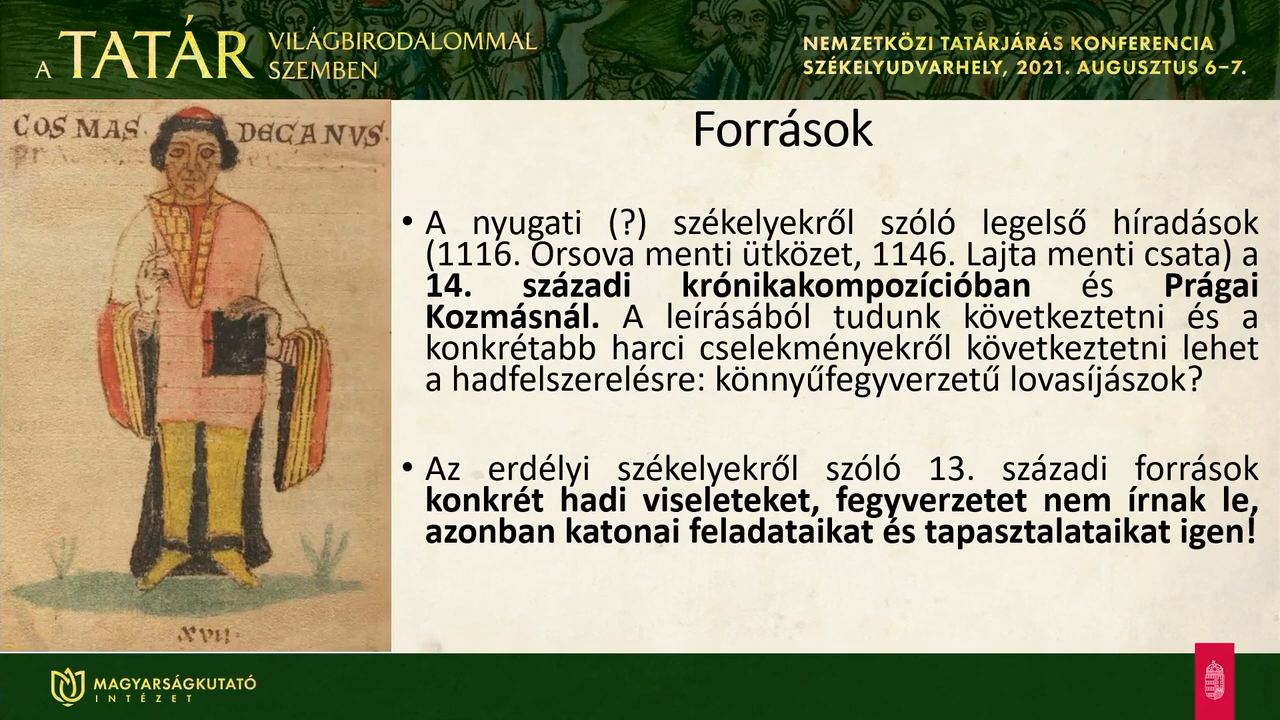 A TATÁR VILÁGBIRODALOMMAL
SZEMBEN
NEMZETKÖZI TATÁRJÁRÁS KONFERENCIA
SZÉKELYUDVARHELY, 2021. AUGUSZTUS 6–7.
COSMAS DECANVS
XVII
Források
• A nyugati (?) székelyekről szóló legelső híradások
(1116. Orsova menti ütközet, 1146. Lajta menti csata) a
14. századi krónikakompozícióban és Prágai
Kozmásnál. A leírásából tudunk következtetni és a
konkrétabb harci cselekményekről következtetni lehet
a hadfelszerelésre: könnyűfegyverzetű lovasíjászok?
• Az erdélyi székelyekről szóló 13. századi források
konkrét hadi viseleteket, fegyverzetet nem írnak le,
azonban katonai feladataikat és tapasztalataikat igen!
MAGYARSÁGKUTATÓ
INTÉZET